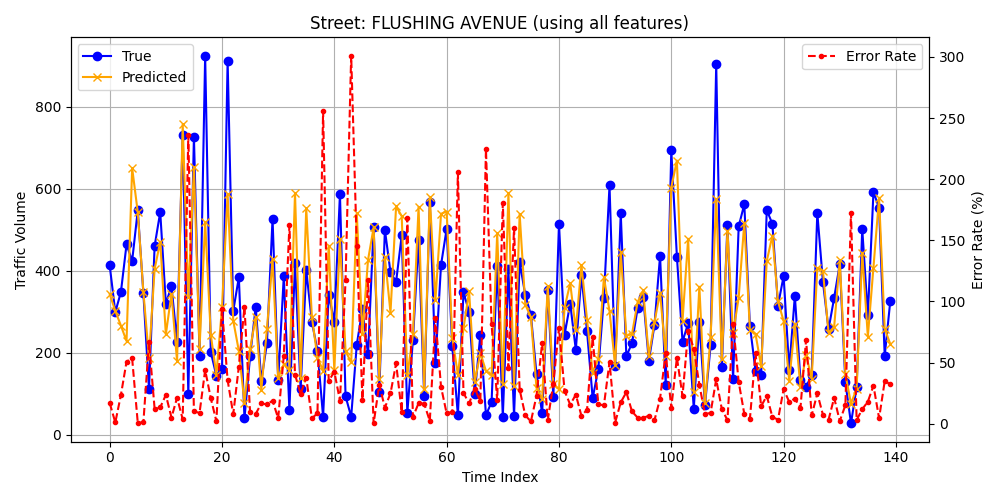 Street: FLUSHING AVENUE (using all features)
True
Predicted
Error Rate
Traffic Volume
800
600
400
200
0
300
250
200
150
100
50
0
Error Rate (%)
0 20 40 60 80 100 120 140
Time Index